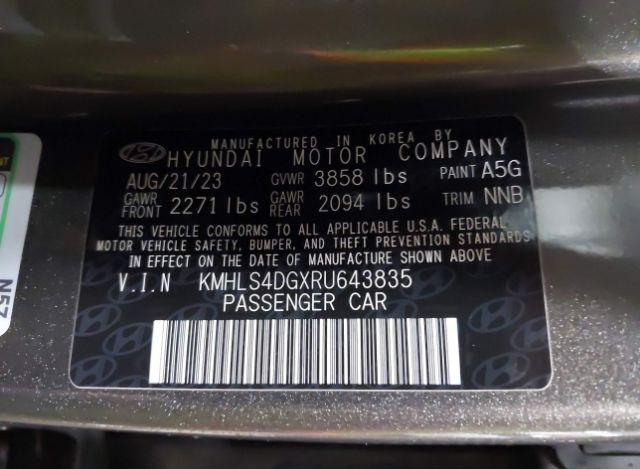 MANUFACTURED IN KOREA BY
HYUNDAI MOTOR COMPANY
AUG/21/23 GVWR 3858 lbs PAINT A5G
GAWR FRONT 2271 lbs GAWR REAR 2094 lbs TRIM NNB
THIS VEHICLE CONFORMS TO ALL APPLICABLE U.S.A. FEDERAL
MOTOR VEHICLE SAFETY, BUMPER, AND THEFT PREVENTION STANDARDS
IN EFFECT ON THE DATE OF MANUFACTURE SHOWN ABOVE
V.I.N KMHLS4DGXRU643835
PASSENGER CAR
N57